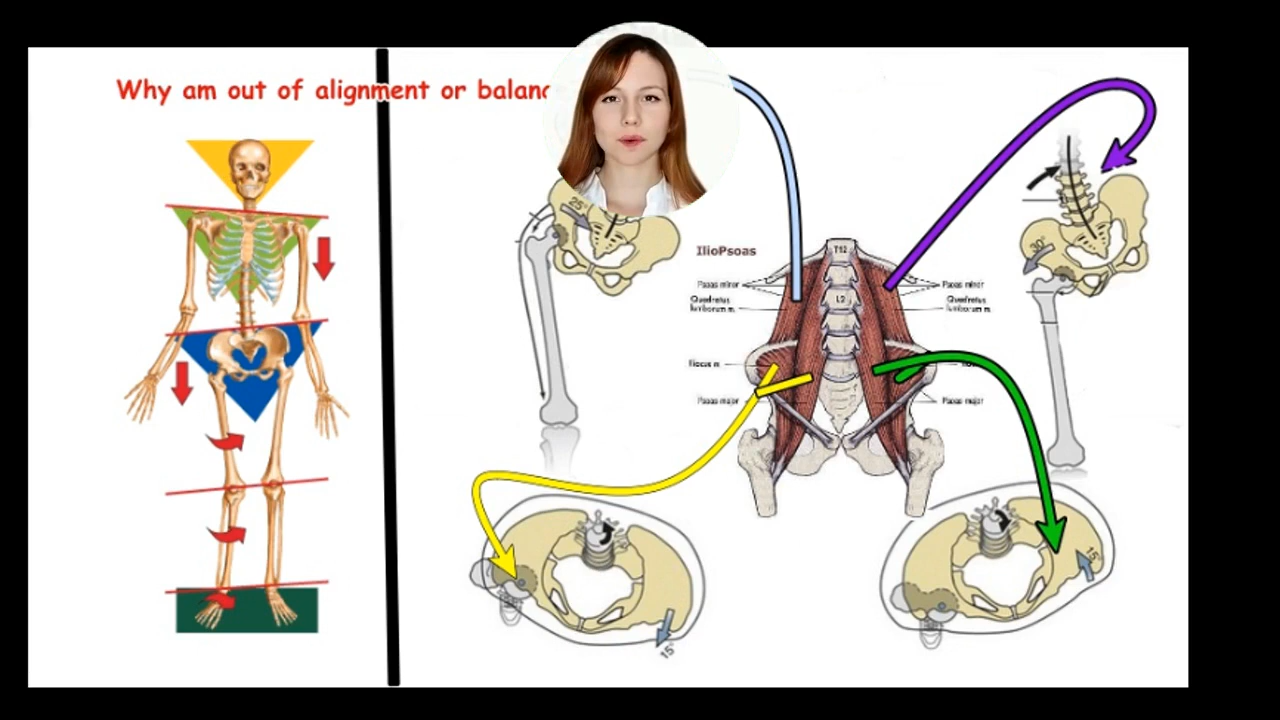 Why am out of alignment or balanc
25°
30°
IlioPsoas
T12
Psoas minor
Psoas minor
L2
Quadratus
lumborum m.
Quadratus
lumborum m.
Iliacus m
Psoas major
Psoas major
15°
15°